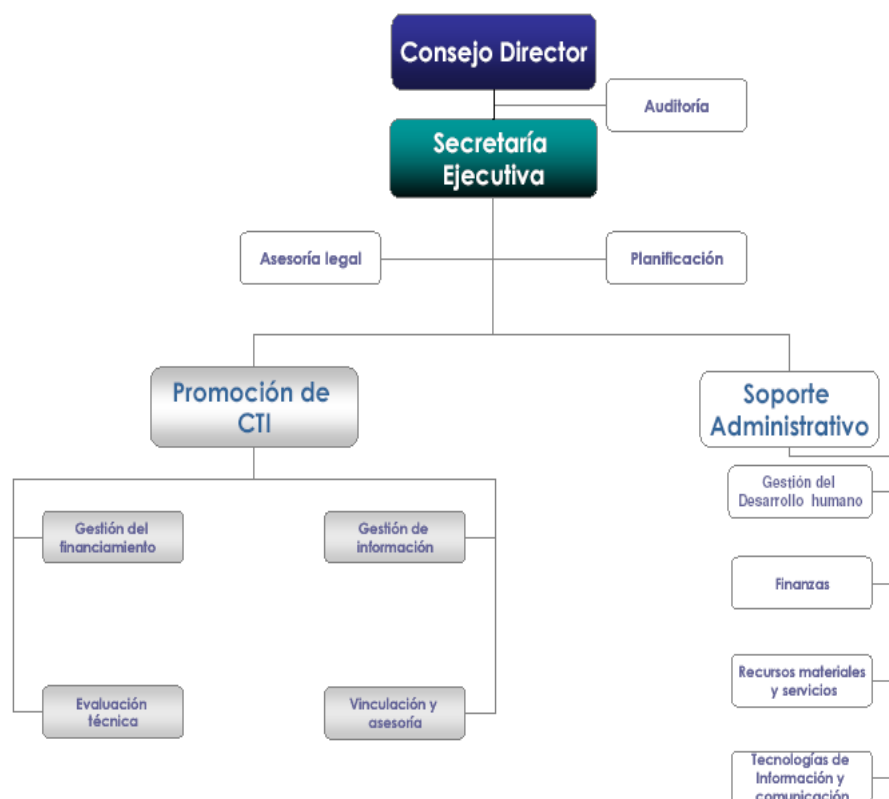 Consejo Director
Auditoría
Secretaría
Ejecutiva
Asesoría legal
Planificación
Promoción de
CTI
Soporte
Administrativo
Gestión del
Desarrollo humano
Gestión del
financiamiento
Gestión de
información
Finanzas
Recursos materiales
y servicios
Evaluación
técnica
Vinculación y
asesoría
Tecnologías de
Información y
comunicación